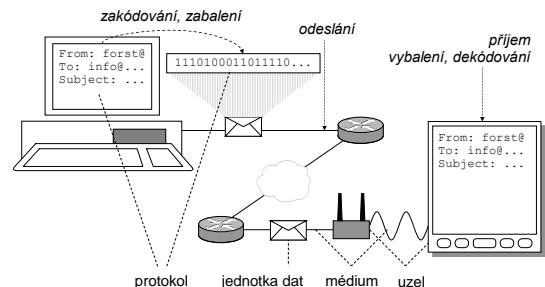 zakódování, zabalení
odeslání
příjem
vybalení, dekódování
From: forst@
To: info@...
Subject: ...
1110100011011110...
From: forst@
To: info@...
Subject: ...
protokol
jednotka dat
médium
uzel